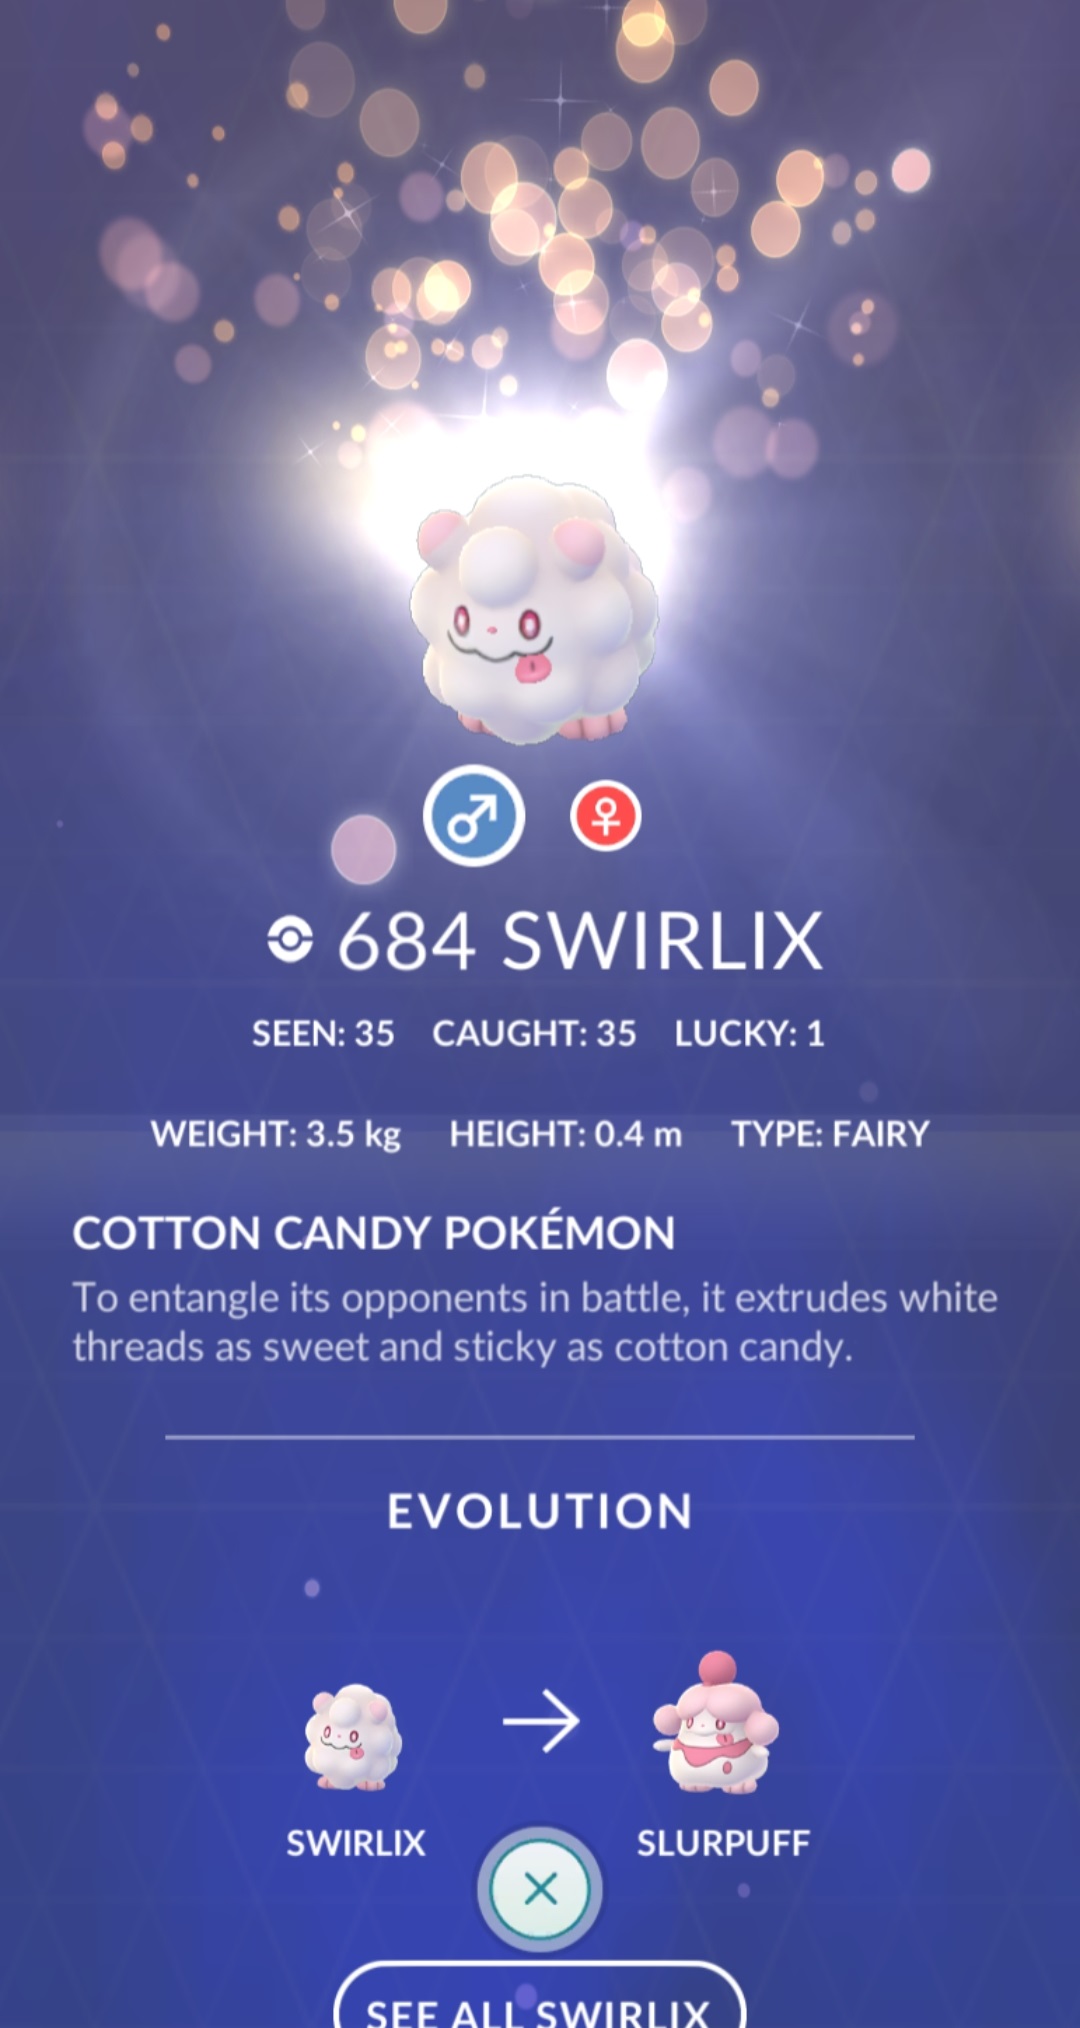 684 SWIRLIX
SEEN: 35 CAUGHT: 35 LUCKY: 1
WEIGHT: 3.5 kg HEIGHT: 0.4 m TYPE: FAIRY
COTTON CANDY POKÉMON
To entangle its opponents in battle, it extrudes white
threads as sweet and sticky as cotton candy.
EVOLUTION
SWIRLIX SLURPUFF
SEE ALL SWIRLIX